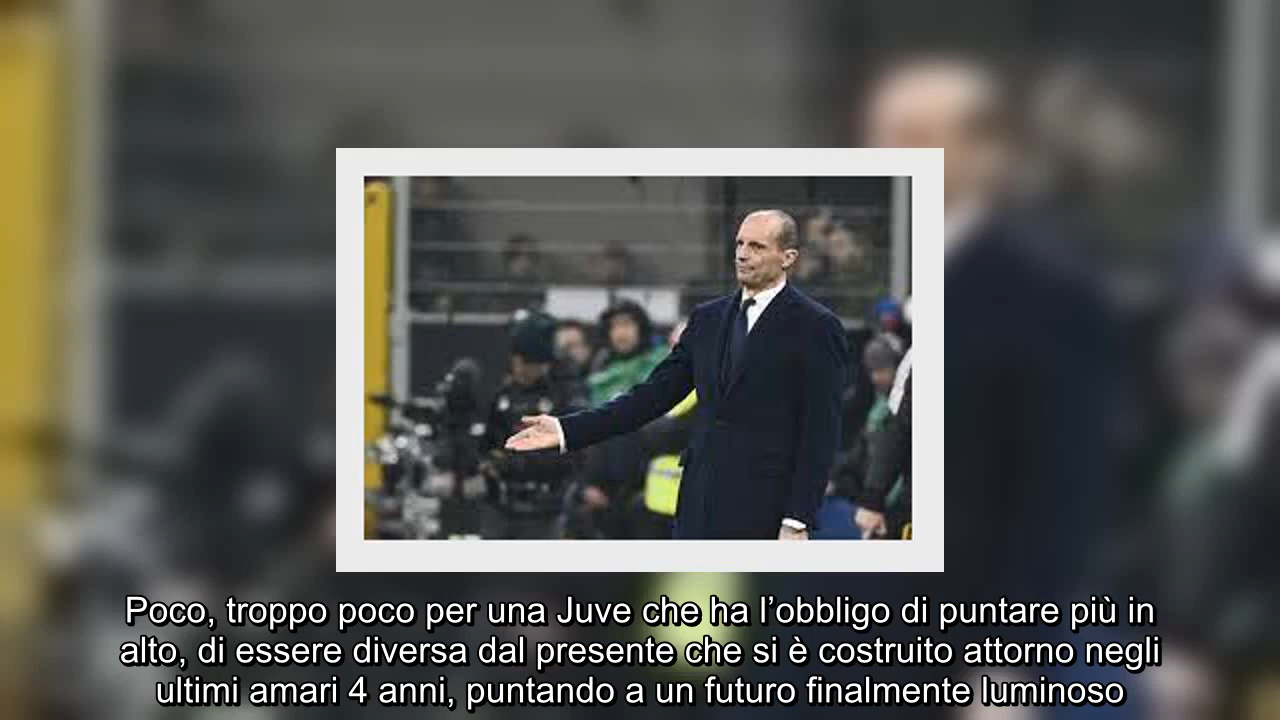 Poco, troppo poco per una Juve che ha l’obbligo di puntare più in
alto, di essere diversa dal presente che si è costruito attorno negli
ultimi amari 4 anni, puntando a un futuro finalmente luminoso